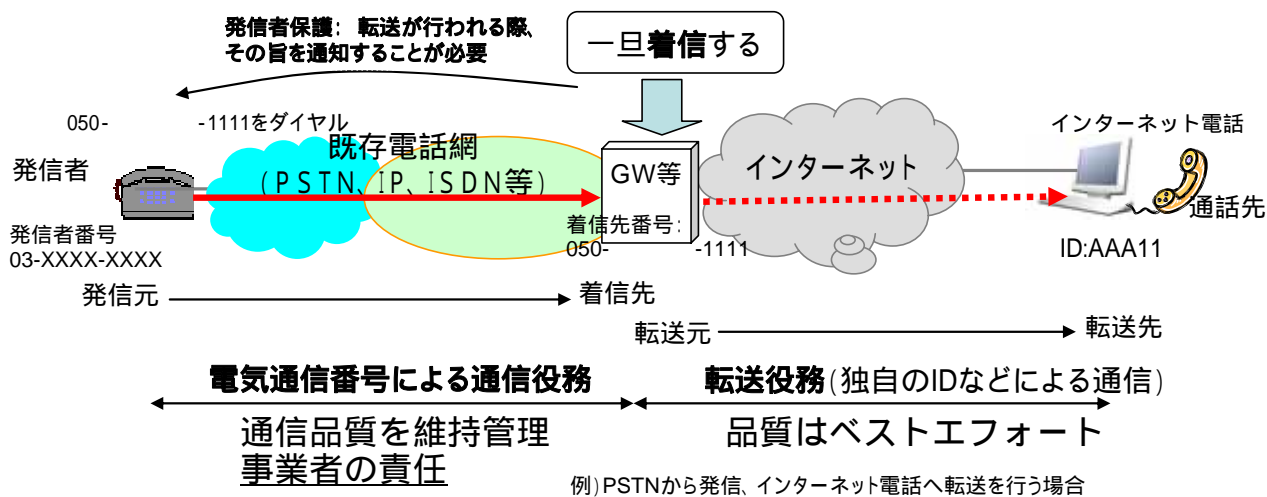 発信者保護: 転送が行われる際、
その旨を通知することが必要
一旦着信する
050-　　　　-1111をダイヤル
既存電話網
(PSTN、IP、ISDN等)
発信者
発信者番号
03-XXXX-XXXX
GW等
着信先番号:
050-　　　　-1111
インターネット
インターネット電話
通話先
ID:AAA11
発信元
着信先
転送元
転送先
電気通信番号による通信役務
転送役務(独自のIDなどによる通信)
通信品質を維持管理
事業者の責任
品質はベストエフォート
例)PSTNから発信、インターネット電話へ転送を行う場合